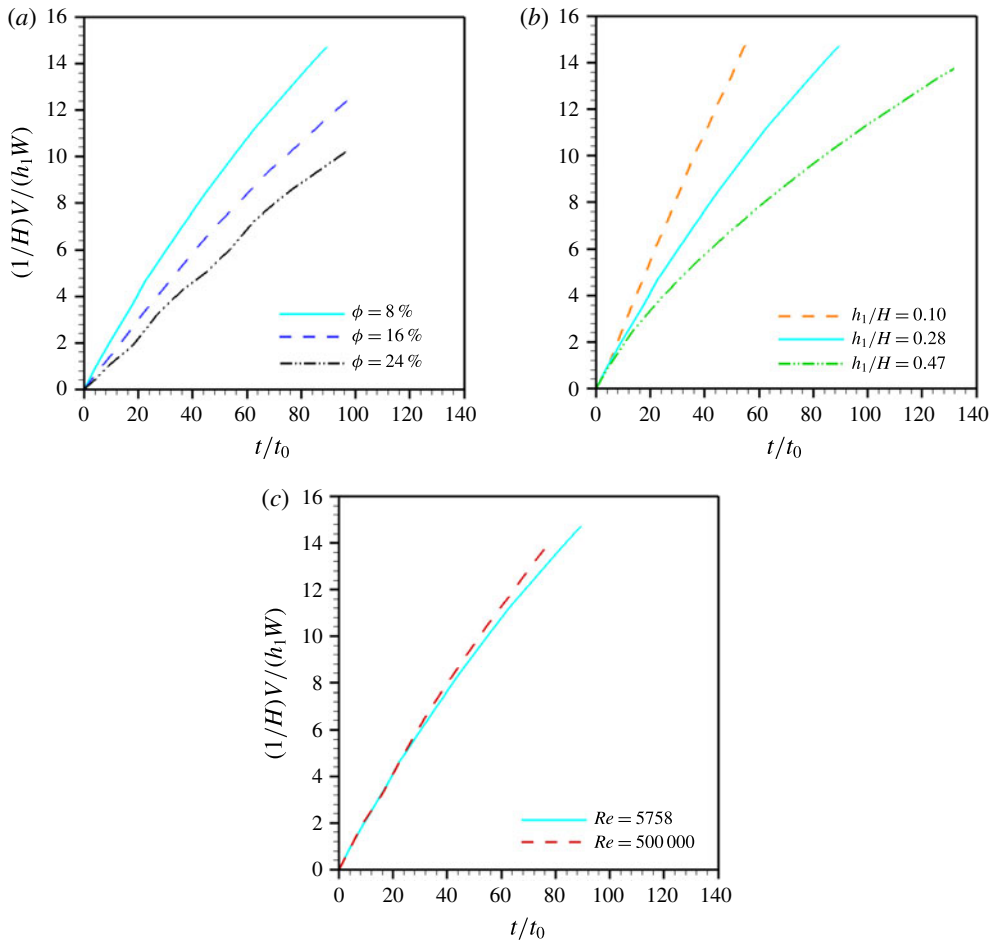 (a)
16
14
12
10
8
6
4
2
0
(1/H)V/(h₁W)
0 20 40 60 80 100 120 140
t/t₀
ϕ = 8 %
ϕ = 16 %
ϕ = 24 %
(b)
16
14
12
10
8
6
4
2
0
0 20 40 60 80 100 120 140
t/t₀
h₁/H = 0.10
h₁/H = 0.28
h₁/H = 0.47
(c)
16
14
12
10
8
6
4
2
0
(1/H)V/(h₁W)
0 20 40 60 80 100 120 140
t/t₀
Re = 5758
Re = 500 000